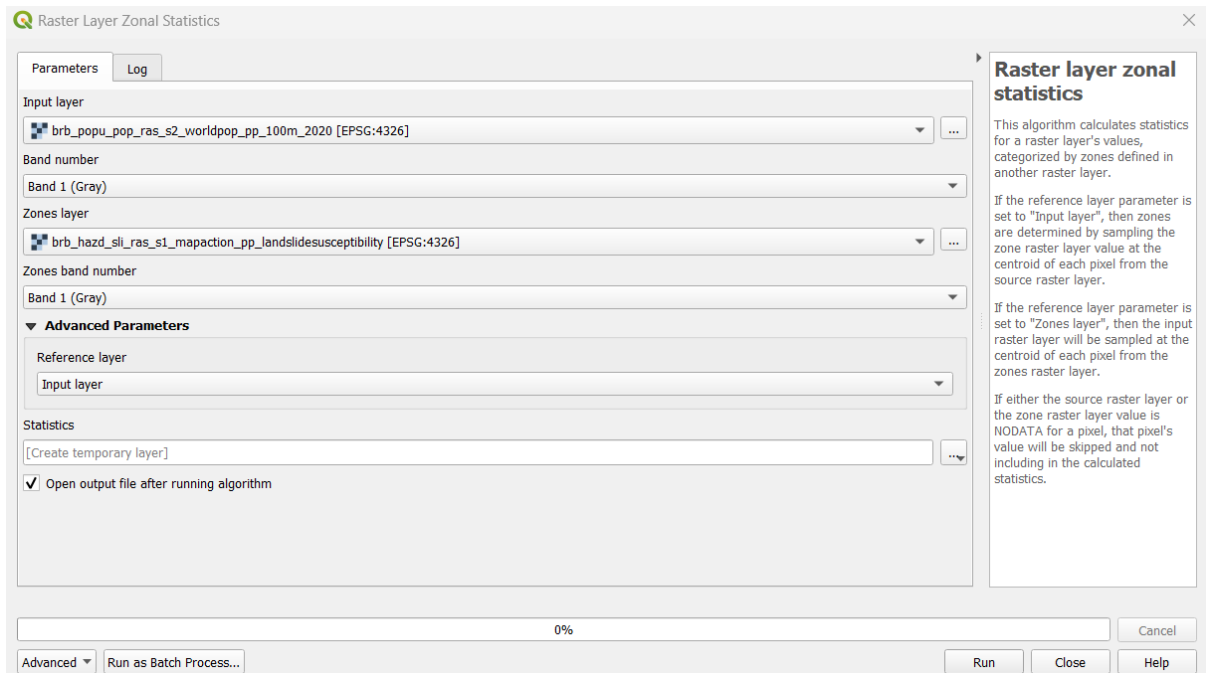 Raster Layer Zonal Statistics
Parameters
Log
Input layer
brb_popu_pop_ras_s2_worldpop_pp_100m_2020 [EPSG:4326]
...
Band number
Band 1 (Gray)
Zones layer
brb_hazd_sli_ras_s1_mapaction_pp_landslidesusceptibility [EPSG:4326]
...
Zones band number
Band 1 (Gray)
Advanced Parameters
Reference layer
Input layer
Statistics
[Create temporary layer]
...
Open output file after running algorithm
Raster layer zonal
statistics
This algorithm calculates statistics
for a raster layer's values,
categorized by zones defined in
another raster layer.
If the reference layer parameter is
set to "Input layer", then zones
are determined by sampling the
zone raster layer value at the
centroid of each pixel from the
source raster layer.
If the reference layer parameter is
set to "Zones layer", then the input
raster layer will be sampled at the
centroid of each pixel from the
zones raster layer.
If either the source raster layer or
the zone raster layer value is
NODATA for a pixel, that pixel's
value will be skipped and not
including in the calculated
statistics.
0%
Cancel
Advanced
Run as Batch Process...
Run
Close
Help